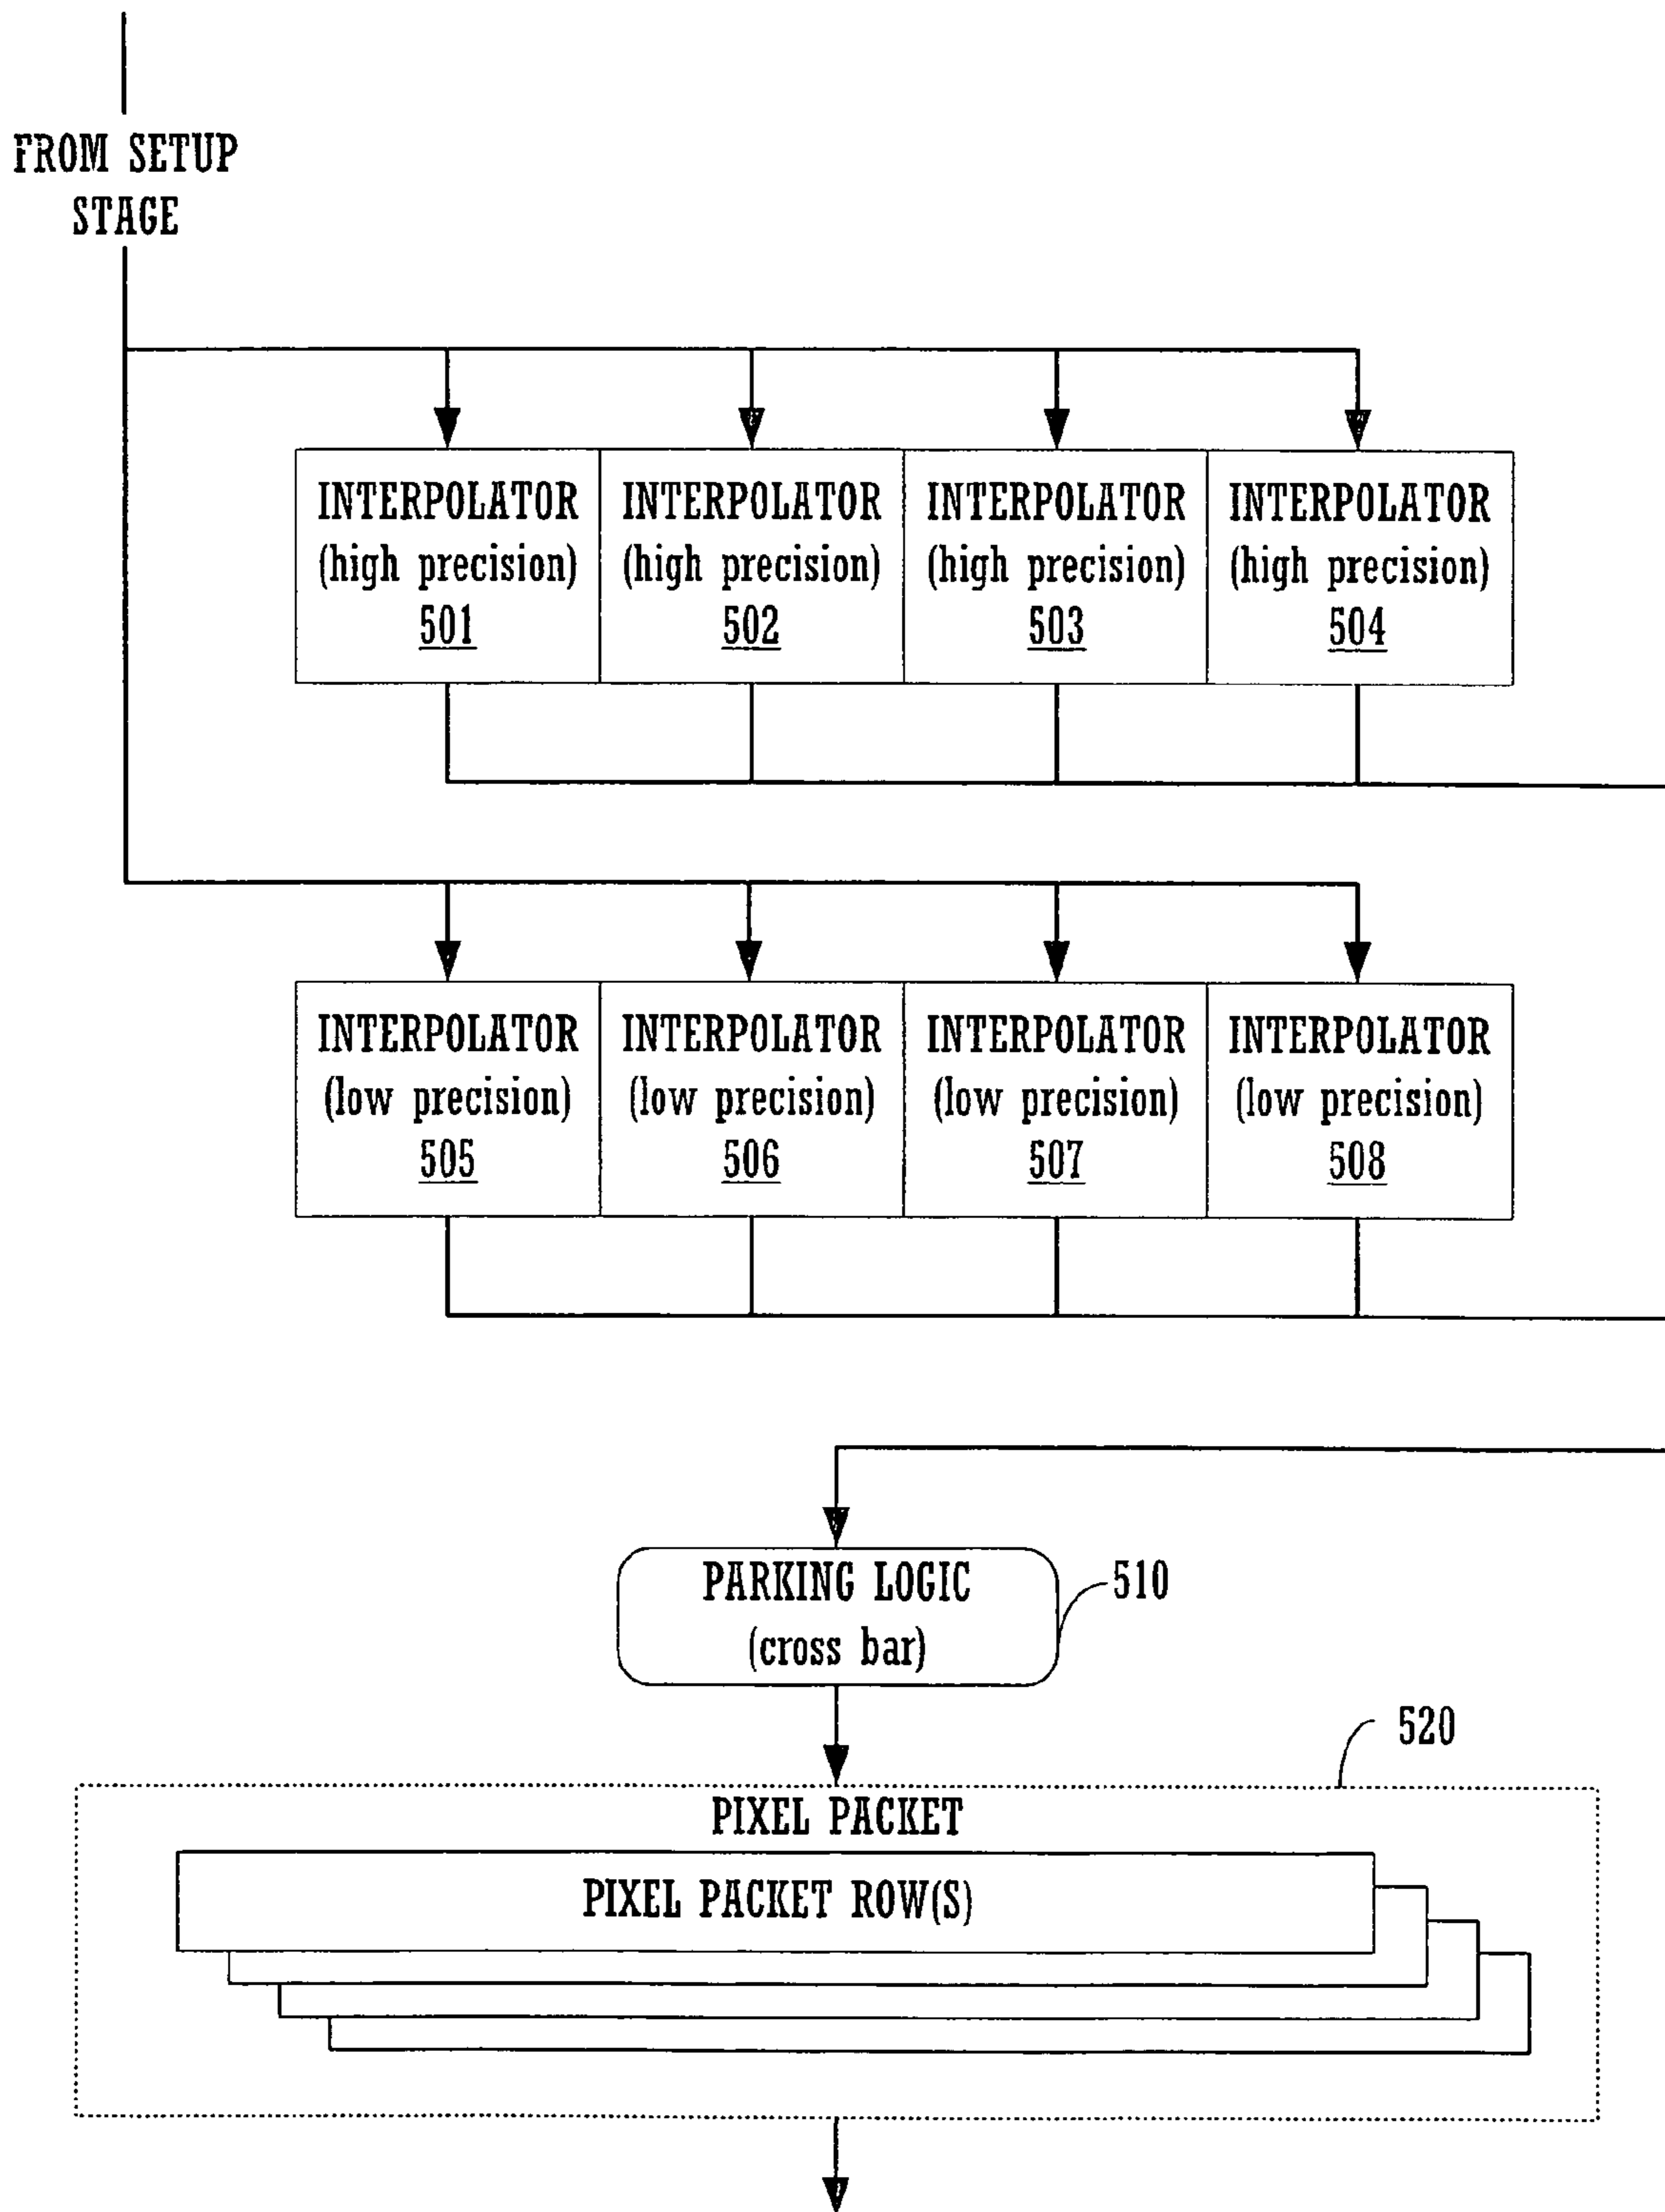 FROM SETUP
STAGE
INTERPOLATOR
(high precision)
501
INTERPOLATOR
(high precision)
502
INTERPOLATOR
(high precision)
503
INTERPOLATOR
(high precision)
504
INTERPOLATOR
(low precision)
505
INTERPOLATOR
(low precision)
506
INTERPOLATOR
(low precision)
507
INTERPOLATOR
(low precision)
508
PARKING LOGIC
(cross bar)
510
520
PIXEL PACKET
PIXEL PACKET ROW(S)